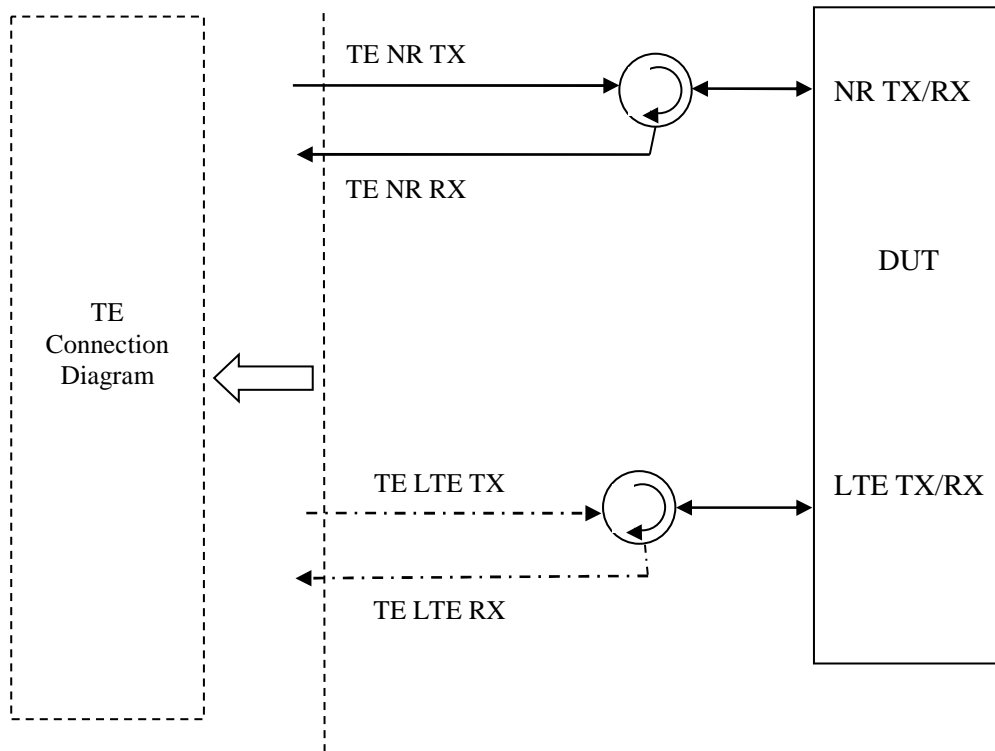 TE NR TX
NR TX/RX
TE NR RX
DUT
TE
Connection
Diagram
TE LTE TX
LTE TX/RX
TE LTE RX